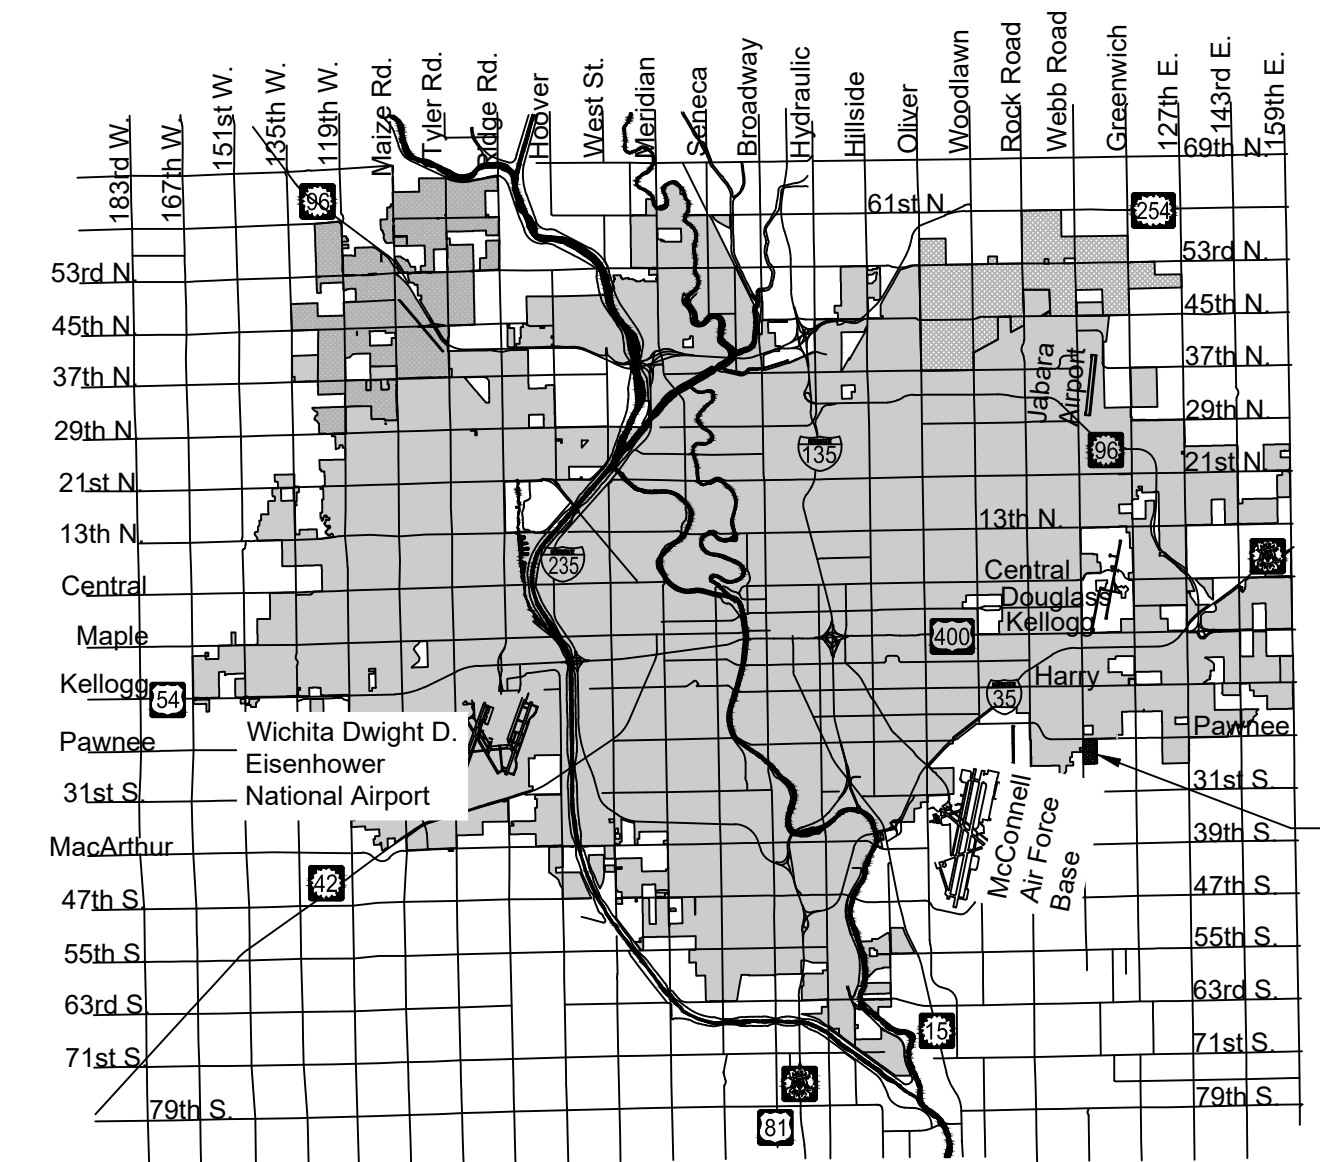 183rd W.
167th W.
151st W.
135th W.
119th W.
Maize Rd.
Tyler Rd.
Ridge Rd.
Hoover
West St.
Meridian
Seneca
Broadway
Hydraulic
Hillside
Oliver
Woodlawn
Rock Road
Webb Road
Greenwich
127th E.
143rd E.
159th E.
69th N.
96
61st N.
254
53rd N.
53rd N.
45th N.
45th N.
37th N.
37th N.
Jabara
Airport
29th N.
29th N.
135
96
21st N.
21st N.
13th N.
13th N.
235
Central
Central
Douglass
Maple
400
Kellogg
Kellogg
54
Harry
35
Pawnee
Pawnee
Wichita Dwight D.
Eisenhower
National Airport
31st S.
31st S.
McConnell
Air Force
Base
MacArthur
39th S.
42
47th S.
47th S.
55th S.
55th S.
63rd S.
63rd S.
15
71st S.
71st S.
79th S.
79th S.
81